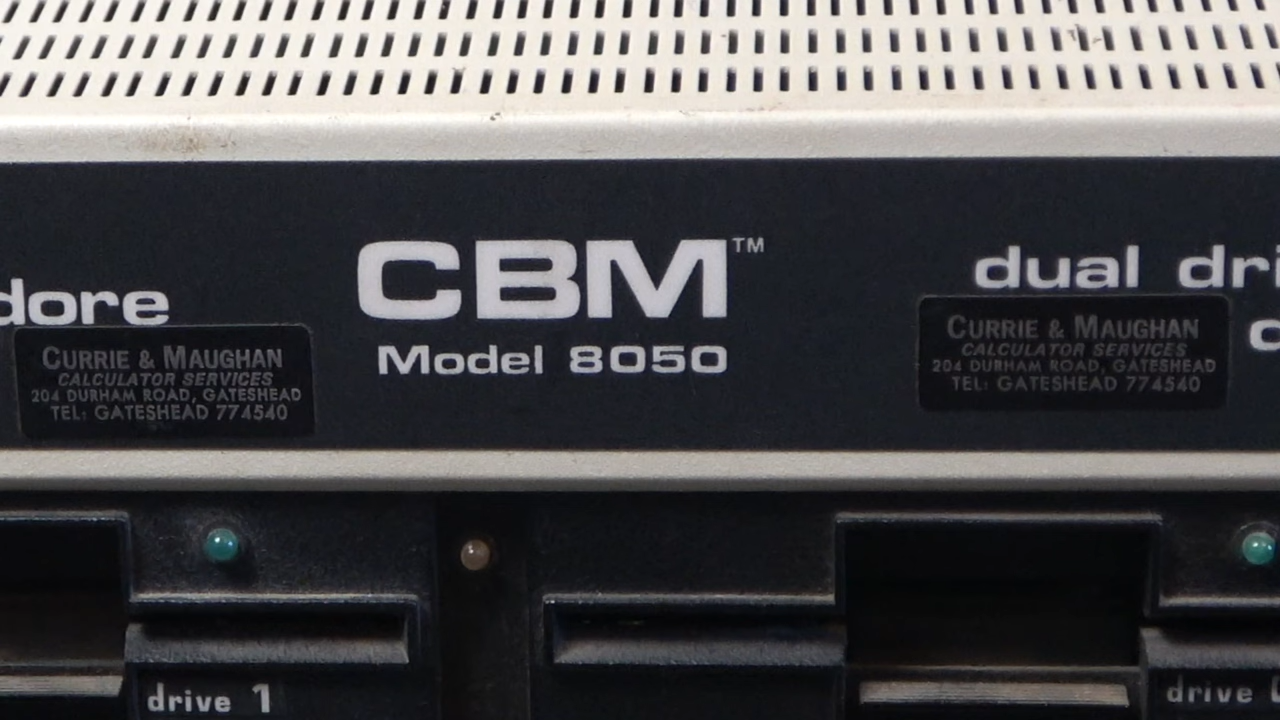 dore
CURRIE & MAUGHAN
CALCULATOR SERVICES
204 DURHAM ROAD, GATESHEAD
TEL: GATESHEAD 774540
CBM™
Model 8050
dual dri
c
CURRIE & MAUGHAN
CALCULATOR SERVICES
204 DURHAM ROAD, GATESHEAD
TEL: GATESHEAD 774540
drive 1
drive